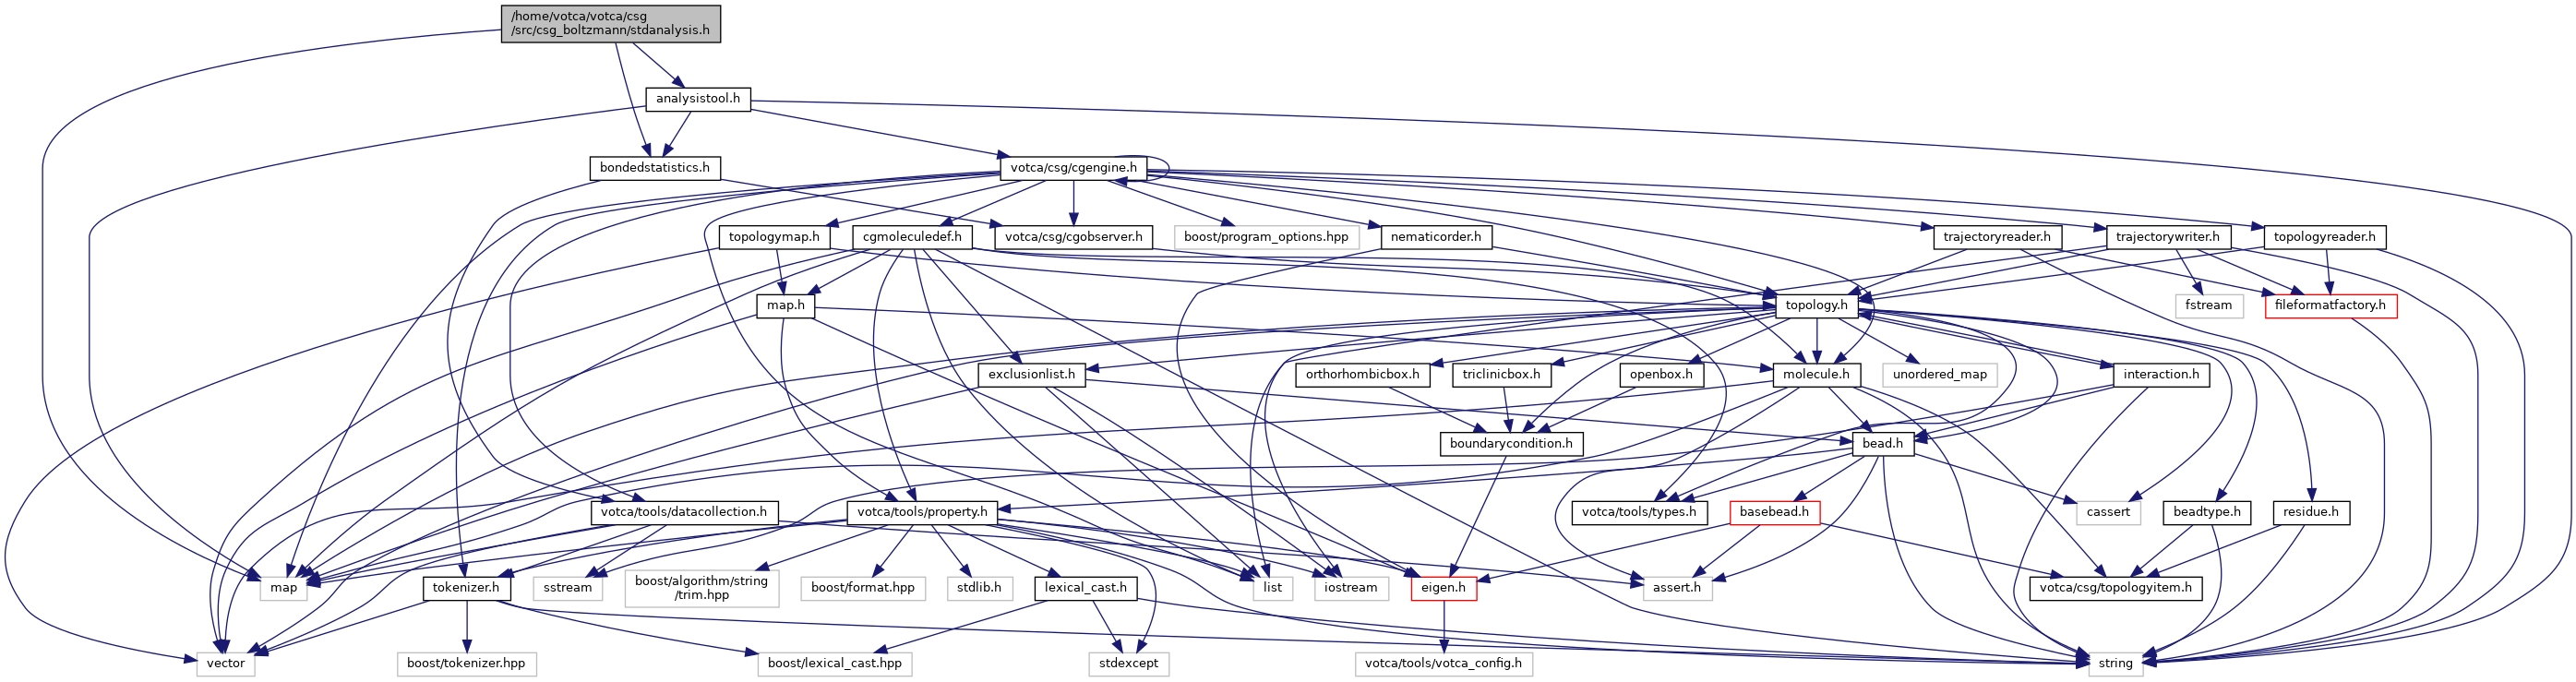 /home/votca/votca/csg
/src/csg_boltzmann/stdanalysis.h
analysistool.h
bondedstatistics.h
votca/csg/cgengine.h
topologymap.h
cgmoleculedef.h
votca/csg/cgobserver.h
boost/program_options.hpp
nematicorder.h
trajectoryreader.h
trajectorywriter.h
topologyreader.h
map.h
topology.h
fstream
fileformatfactory.h
exclusionlist.h
orthorhombicbox.h
triclinicbox.h
openbox.h
molecule.h
unordered_map
interaction.h
boundarycondition.h
bead.h
votca/tools/datacollection.h
votca/tools/property.h
votca/tools/types.h
basebead.h
cassert
beadtype.h
residue.h
map
tokenizer.h
sstream
boost/algorithm/string
/trim.hpp
boost/format.hpp
stdlib.h
lexical_cast.h
list
iostream
eigen.h
assert.h
votca/csg/topologyitem.h
vector
boost/tokenizer.hpp
boost/lexical_cast.hpp
stdexcept
votca/tools/votca_config.h
string